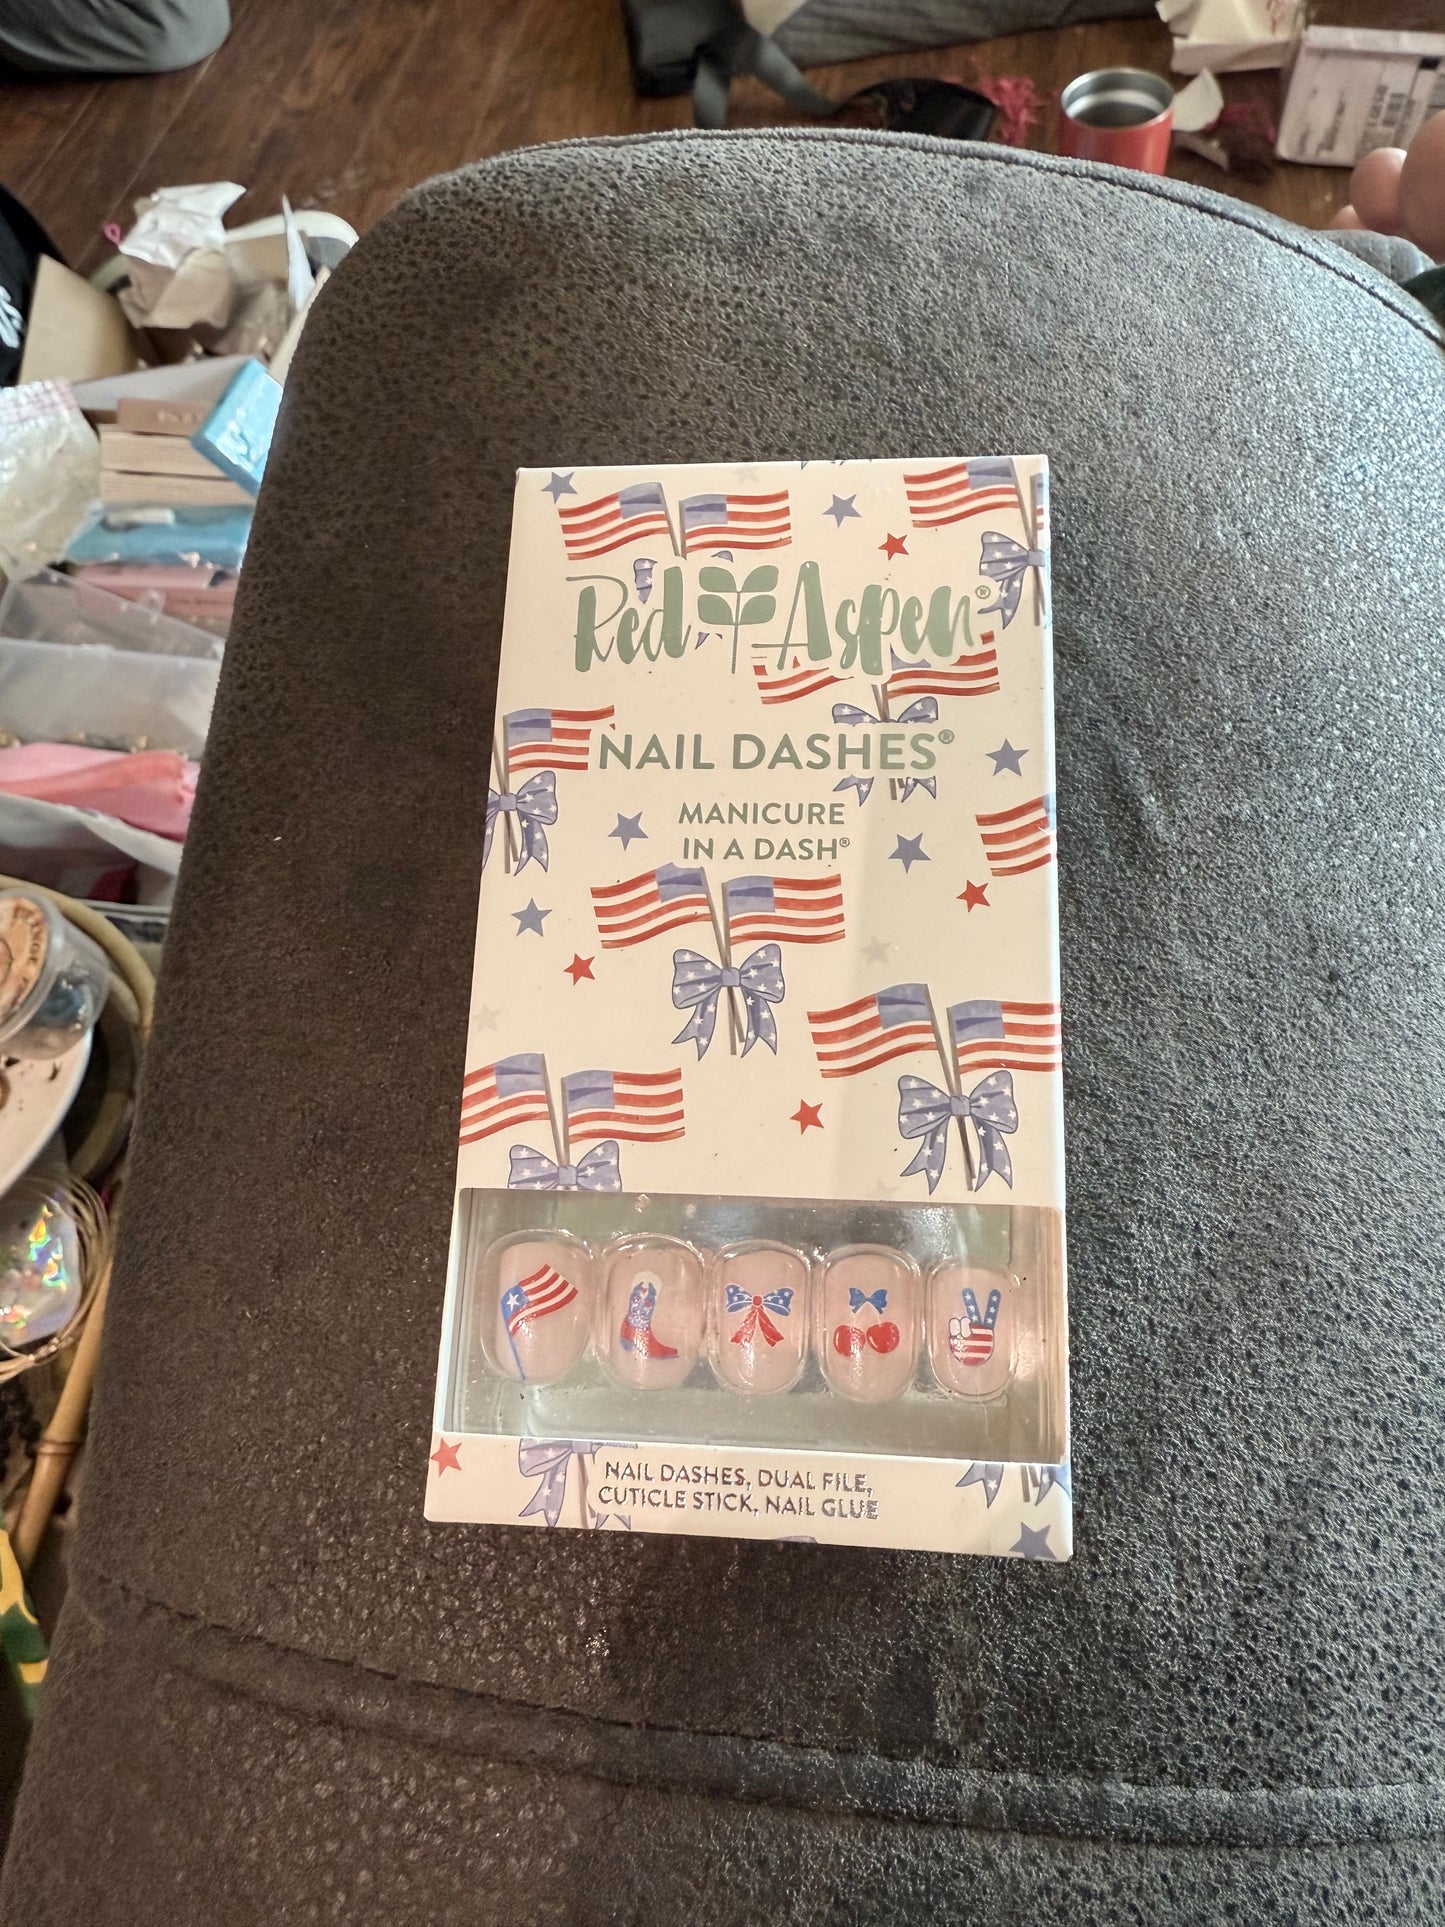 Red Aspen®
NAIL DASHES®
MANICURE
IN A DASH®
NAIL DASHES, DUAL FILE,
CUTICLE STICK, NAIL GLUE